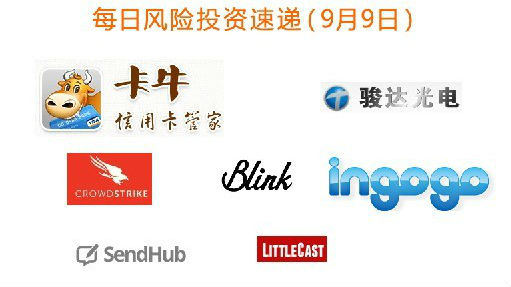 每日风险投资速递(9月9日)
卡牛
信用卡管家
骏达光电
CROWDSTRIKE
Blink
ingogo
SendHub
LITTLECAST